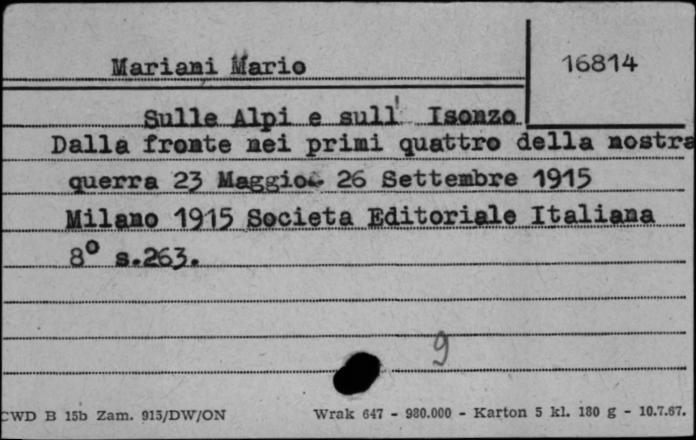 Mariani Mario
16814
Sulle Alpi e sull' Isonzo
Dalla fronte nei primi quattro della nostra
querra 23 Maggio- 26 Settembre 1915
Milano 1915 Societa Editoriale Italiana
8° s.263.
9
CWD B 15b Zam. 915/DW/ON
Wrak 647 - 980.000 - Karton 5 kl. 180 g - 10.7.67.